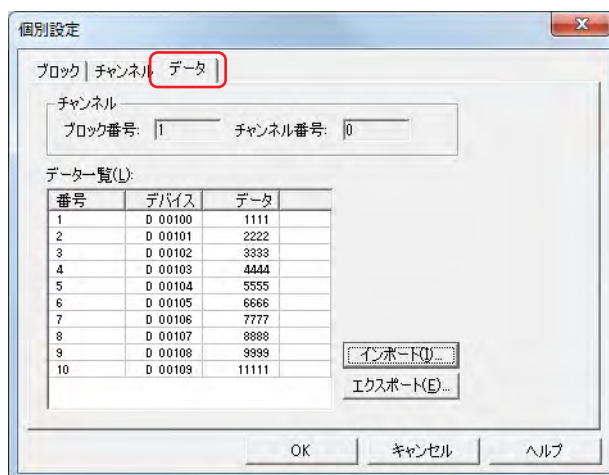 個別設定
ブロック チャンネル データ
チャンネル
ブロック番号: 1 チャンネル番号: 0
データ一覧(L):
番号 デバイス データ
1 D 00100 1111
2 D 00101 2222
3 D 00102 3333
4 D 00103 4444
5 D 00104 5555
6 D 00105 6666
7 D 00106 7777
8 D 00107 8888
9 D 00108 9999
10 D 00109 11111
インポート(I)...
エクスポート(E)...
OK キャンセル ヘルプ